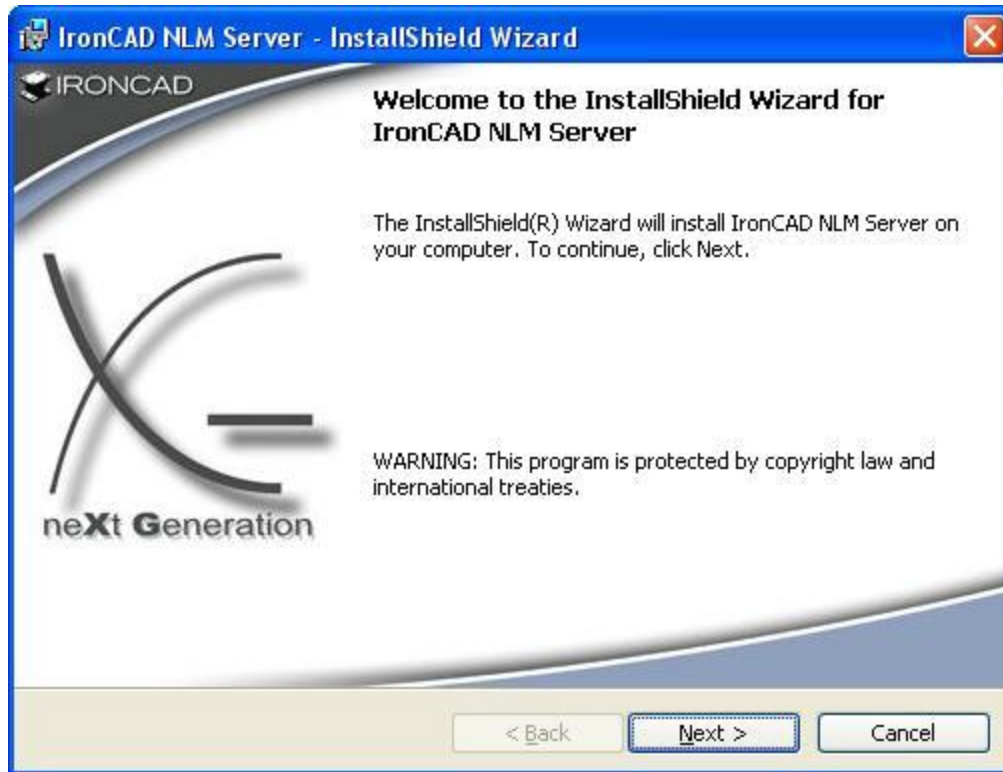 IronCAD NLM Server - InstallShield Wizard
IRONCAD
Welcome to the InstallShield Wizard for
IronCAD NLM Server
The InstallShield(R) Wizard will install IronCAD NLM Server on
your computer. To continue, click Next.
WARNING: This program is protected by copyright law and
international treaties.
neXt Generation
< Back
Next >
Cancel